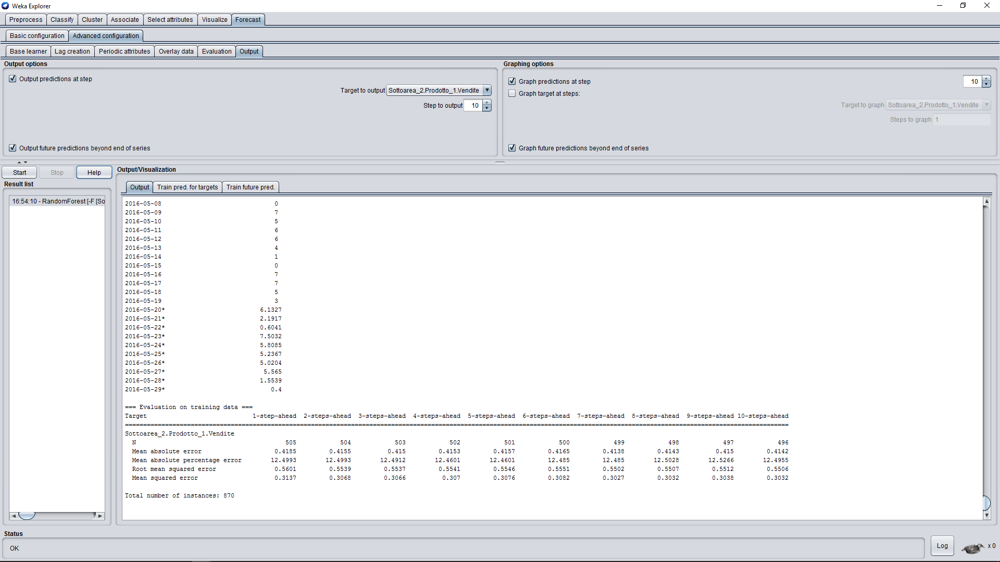 Weka Explorer
Preprocess Classify Cluster Associate Select attributes Visualize Forecast
Basic configuration Advanced configuration
Base learner Lag creation Periodic attributes Overlay data Evaluation Output
Output options
Output predictions at step
Target to output Sottoarea_2.Prodotto_1.Vendite
Step to output 10
Output future predictions beyond end of series
Graphing options
Graph predictions at step 10
Graph target at steps:
Target to graph Sottoarea_2.Prodotto_1.Vendite
Steps to graph 1
Graph future predictions beyond end of series
Start Stop Help
Result list
16:54:10 - RandomForest [-F [So
Output/Visualization
Output Train pred. for targets Train future pred.
2016-05-08 0
2016-05-09 7
2016-05-10 5
2016-05-11 6
2016-05-12 6
2016-05-13 4
2016-05-14 1
2016-05-15 0
2016-05-16 7
2016-05-17 7
2016-05-18 5
2016-05-19 3
2016-05-20* 6.1327
2016-05-21* 2.1917
2016-05-22* 0.6041
2016-05-23* 7.5032
2016-05-24* 5.8085
2016-05-25* 5.2367
2016-05-26* 5.0204
2016-05-27* 5.565
2016-05-28* 1.5539
2016-05-29* 0.4
=== Evaluation on training data ===
Target 1-step-ahead 2-steps-ahead 3-steps-ahead 4-steps-ahead 5-steps-ahead 6-steps-ahead 7-steps-ahead 8-steps-ahead 9-steps-ahead 10-steps-ahead
Sottoarea_2.Prodotto_1.Vendite
N 505 504 503 502 501 500 499 498 497 496
Mean absolute error 0.4185 0.4155 0.415 0.4153 0.4157 0.4165 0.4138 0.4143 0.415 0.4142
Mean absolute percentage error 12.4993 12.4993 12.4912 12.4601 12.4601 12.485 12.485 12.5028 12.5266 12.4955
Root mean squared error 0.5601 0.5539 0.5537 0.5541 0.5546 0.5551 0.5502 0.5507 0.5512 0.5506
Mean squared error 0.3137 0.3068 0.3066 0.307 0.3076 0.3082 0.3027 0.3032 0.3038 0.3032
Total number of instances: 870
Status
OK
Log x 0